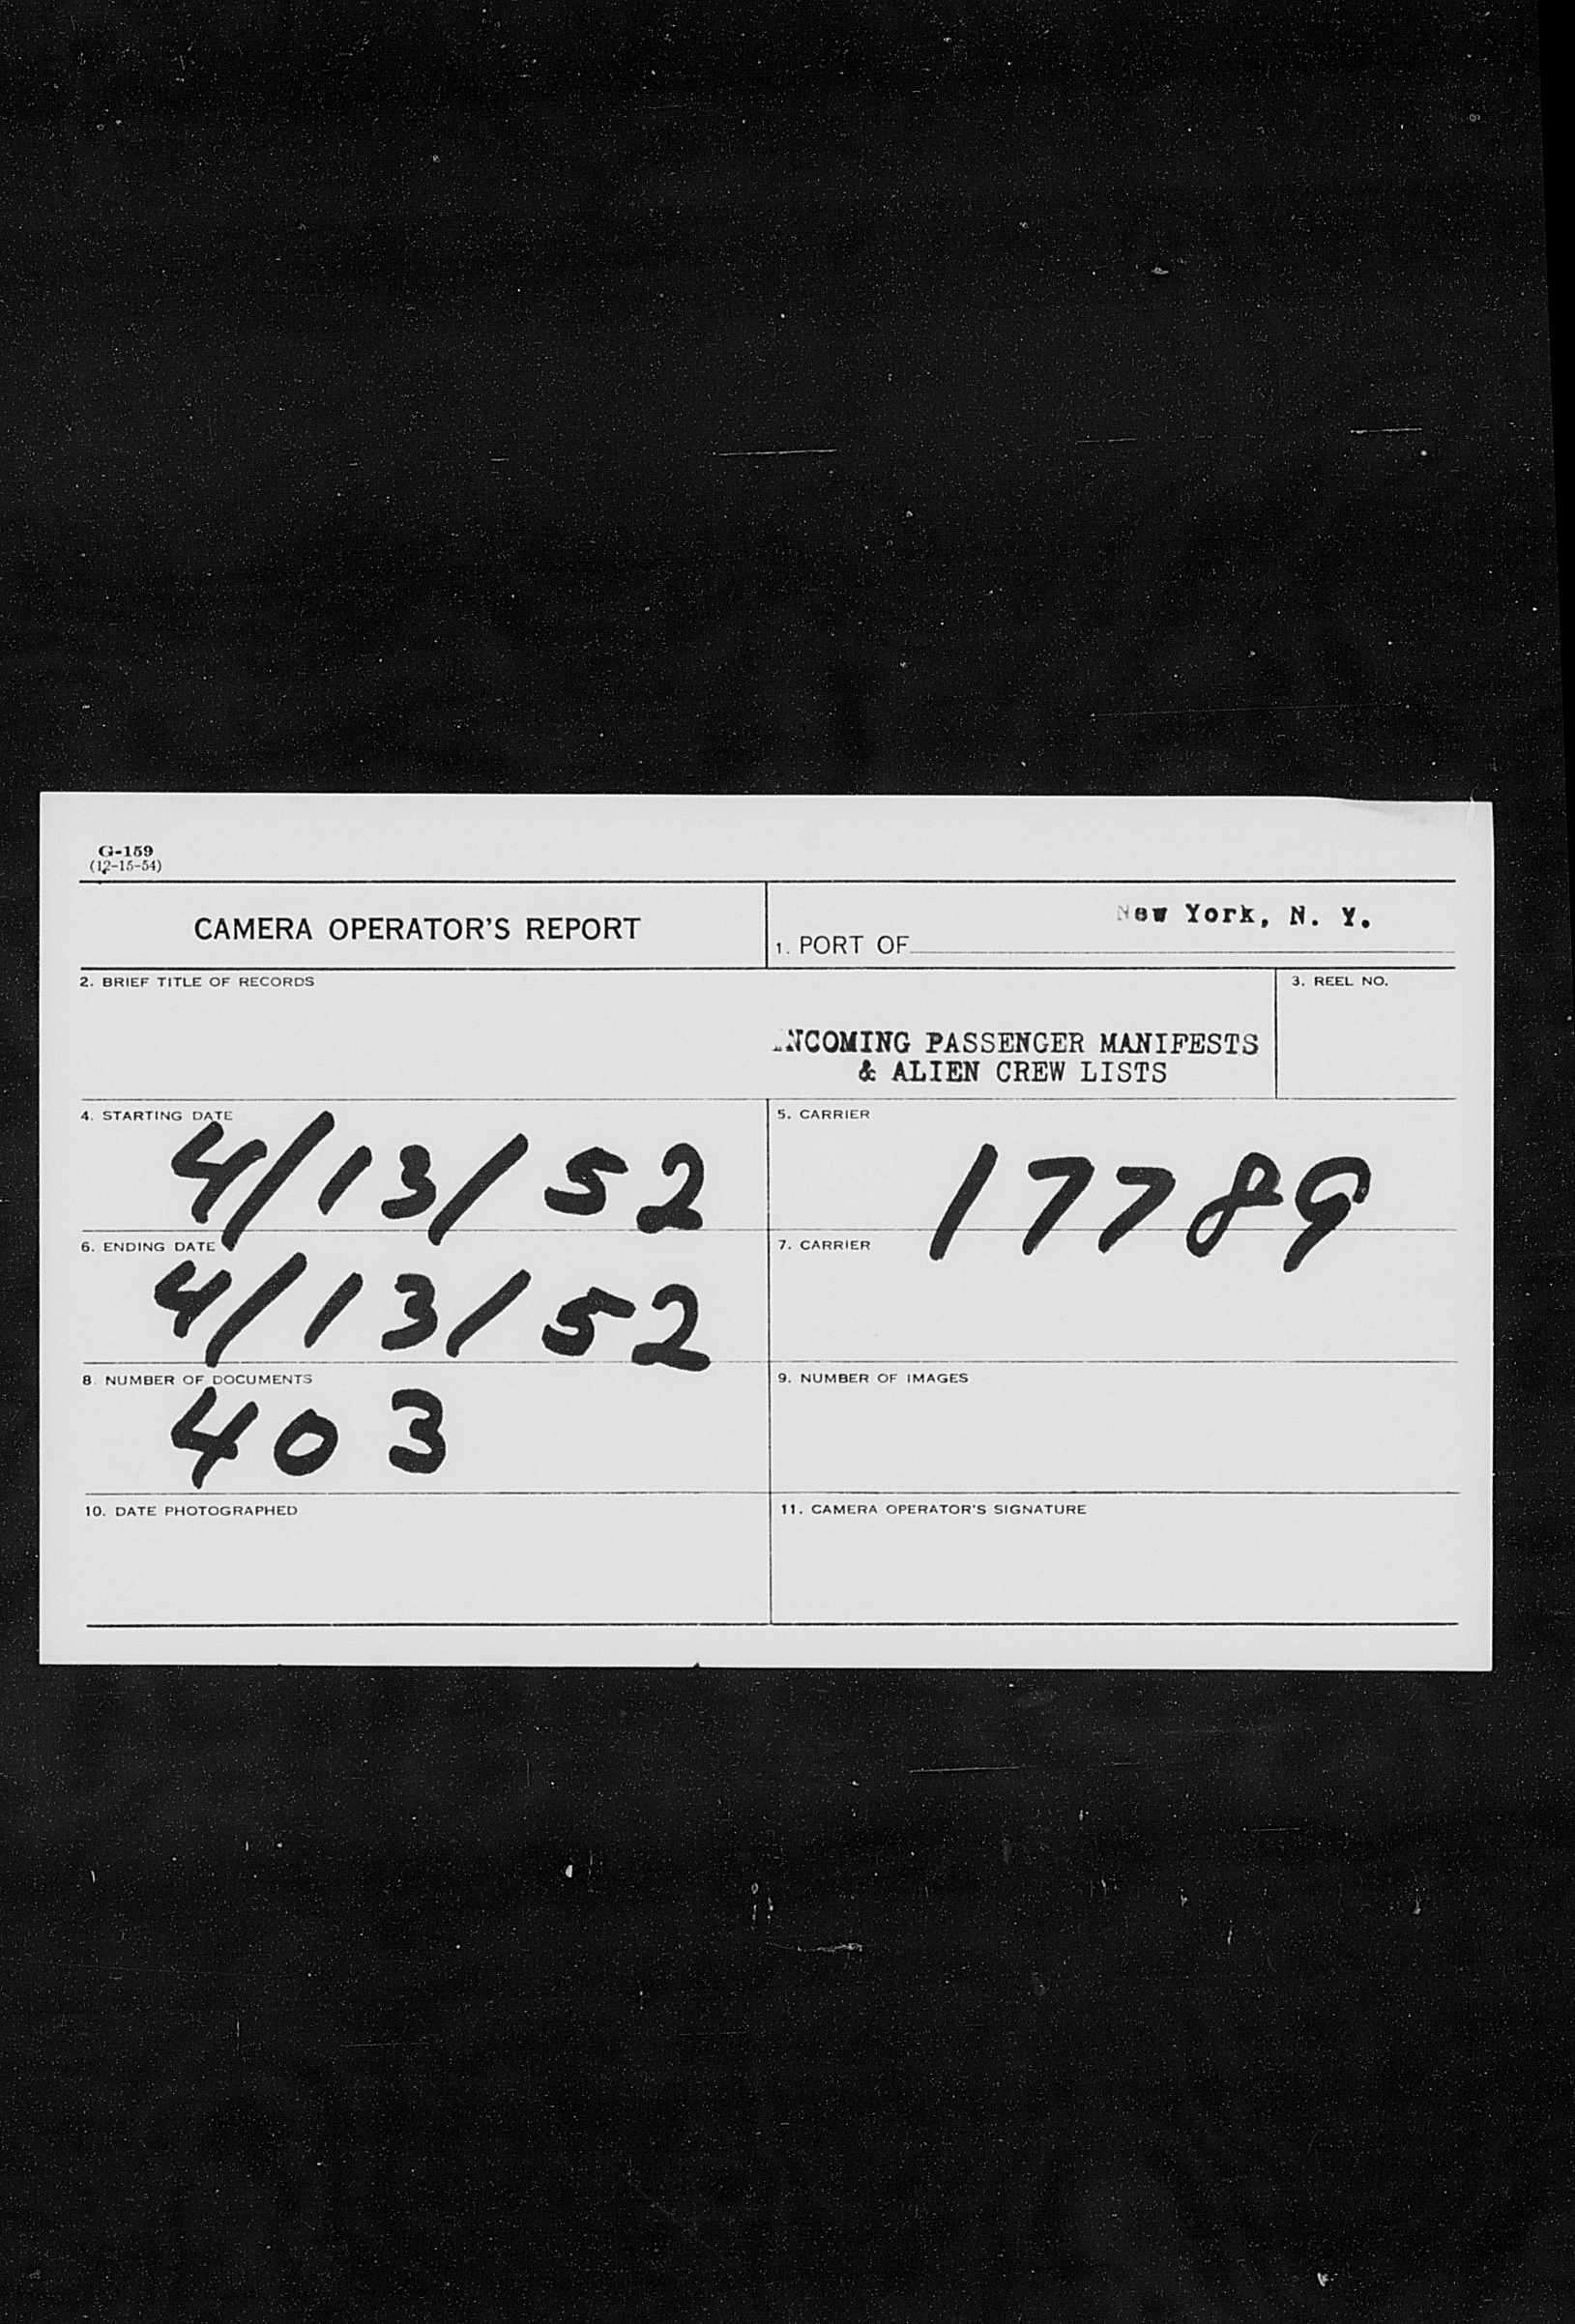 G-159
(12-15-54)
CAMERA OPERATOR'S REPORT
1. PORT OF New York, N. Y.
2. BRIEF TITLE OF RECORDS
INCOMING PASSENGER MANIFESTS
& ALIEN CREW LISTS
3. REEL NO.
4. STARTING DATE
4/13/52
5. CARRIER
17789
6. ENDING DATE
4/13/52
7. CARRIER
8. NUMBER OF DOCUMENTS
403
9. NUMBER OF IMAGES
10. DATE PHOTOGRAPHED
11. CAMERA OPERATOR'S SIGNATURE